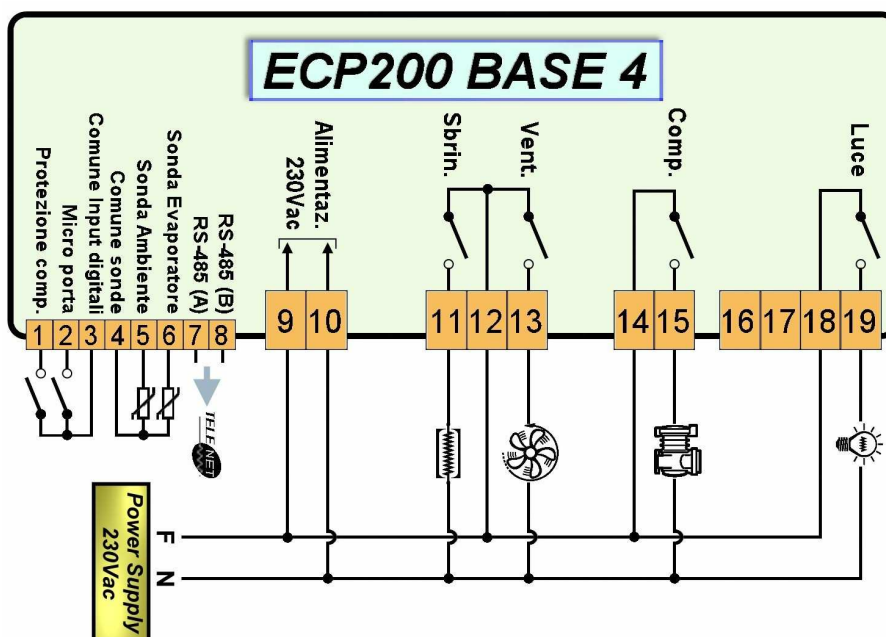 ECP200 BASE 4
Protezione comp.
Micro porta
Comune Input digitali
Comune sonde
Sonda Ambiente
Sonda Evaporatore
RS-485 (A)
RS-485 (B)
Alimentaz.
230Vac
Sbrin.
Vent.
Comp.
Luce
1 2 3 4 5 6 7 8
9 10
11 12 13
14 15
16 17 18 19
TELENET
Power Supply
230Vac
F
N